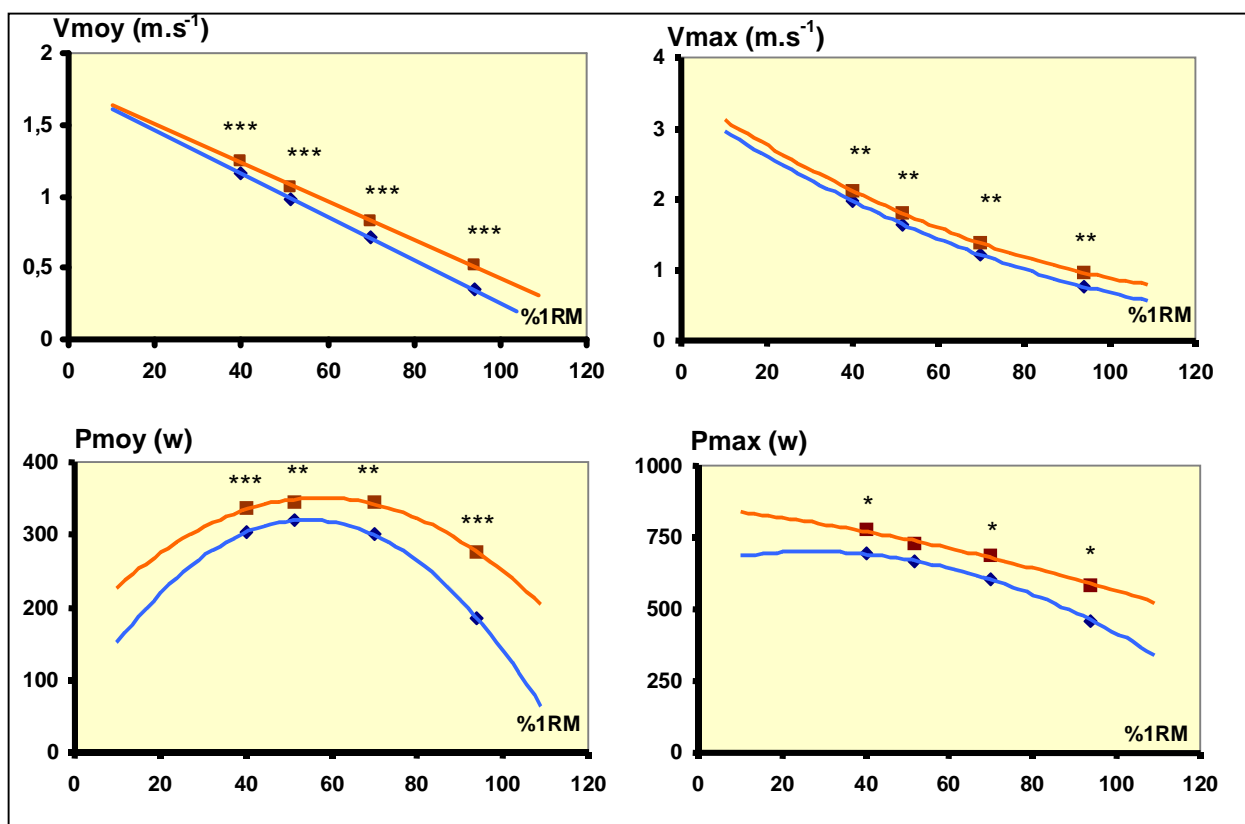 Vmoy (m.s-1)
2
1,5
1
0,5
0
*** *** *** ***
%1RM
0 20 40 60 80 100 120
Vmax (m.s-1)
4
3
2
1
0
** ** ** **
%1RM
0 20 40 60 80 100 120
Pmoy (w)
400
300
200
100
0
*** ** ** ***
%1RM
0 20 40 60 80 100 120
Pmax (w)
1000
750
500
250
0
* * *
%1RM
0 20 40 60 80 100 120